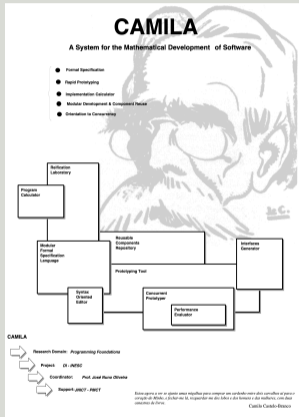 CAMILA
A System for the Mathematical Development of Software
Formal Specification
Rapid Prototyping
Implementation Calculator
Modular Development & Component Reuse
Orientation to Concurrency
Reification
Laboratory
Program
Calculator
Modular
Formal
Specification
Language
Reusable
Components
Repository
Prototyping Tool
Interfaces
Generator
Syntax
Oriented
Editor
Concurrent
Prototyper
Performance
Evaluator
CAMILA
Research Domain: Programming Foundations
Project: DI - INESC
Coordinator: Prof. José Nuno Oliveira
Support: JNICT - PMCT
Camilo Castelo Branco